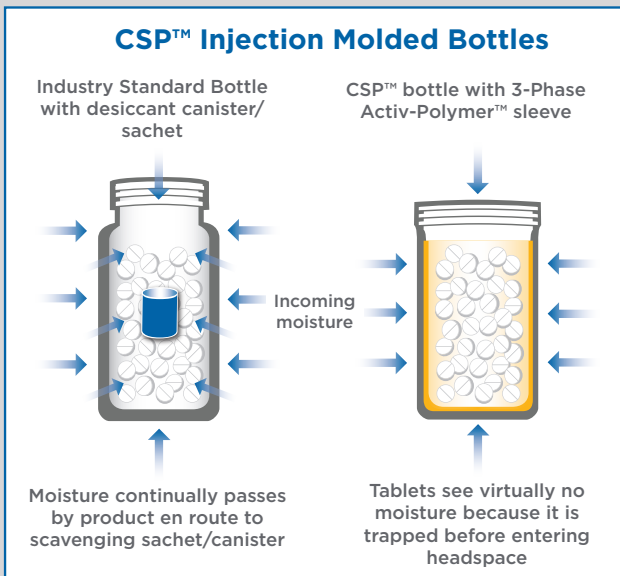 CSP™ Injection Molded Bottles
Industry Standard Bottle
with desiccant canister/
sachet
CSP™ bottle with 3-Phase
Activ-Polymer™ sleeve
Incoming
moisture
Moisture continually passes
by product en route to
scavenging sachet/canister
Tablets see virtually no
moisture because it is
trapped before entering
headspace